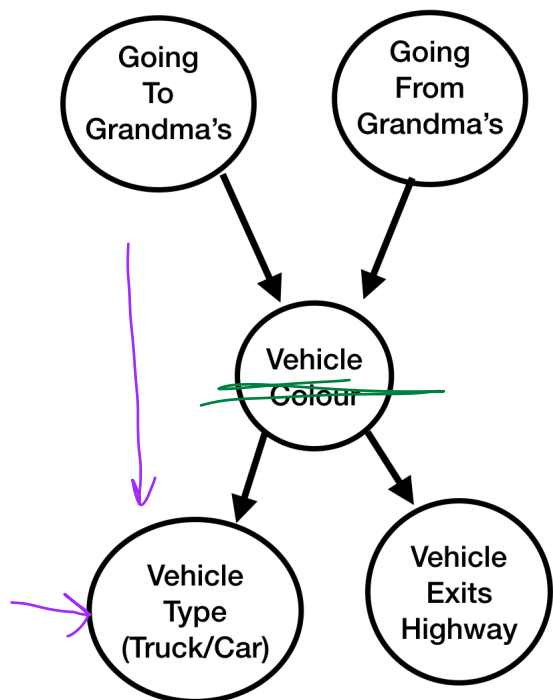 Going
To
Grandma's
Going
From
Grandma's
Vehicle
Colour
Vehicle
Type
(Truck/Car)
Vehicle
Exits
Highway